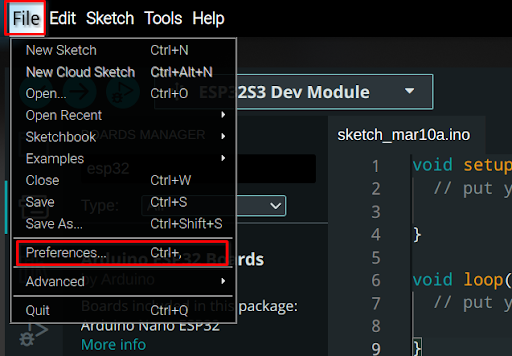 File Edit Sketch Tools Help
New Sketch Ctrl+N
New Cloud Sketch Ctrl+Alt+N
Open... Ctrl+O
Open Recent
Sketchbook
Examples
Close Ctrl+W
Save Ctrl+S
Save As... Ctrl+Shift+S
Preferences... Ctrl+,
Advanced
Quit Ctrl+Q
ESP32S3 Dev Module
BOARDS MANAGER
esp32
Type:
Arduino ESP32 Boards
by Arduino
Boards included in this package:
Arduino Nano ESP32
More info
sketch_mar10a.ino
1 void setup
2 // put y
3
4 }
5
6 void loop(
7 // put y
8
9 }